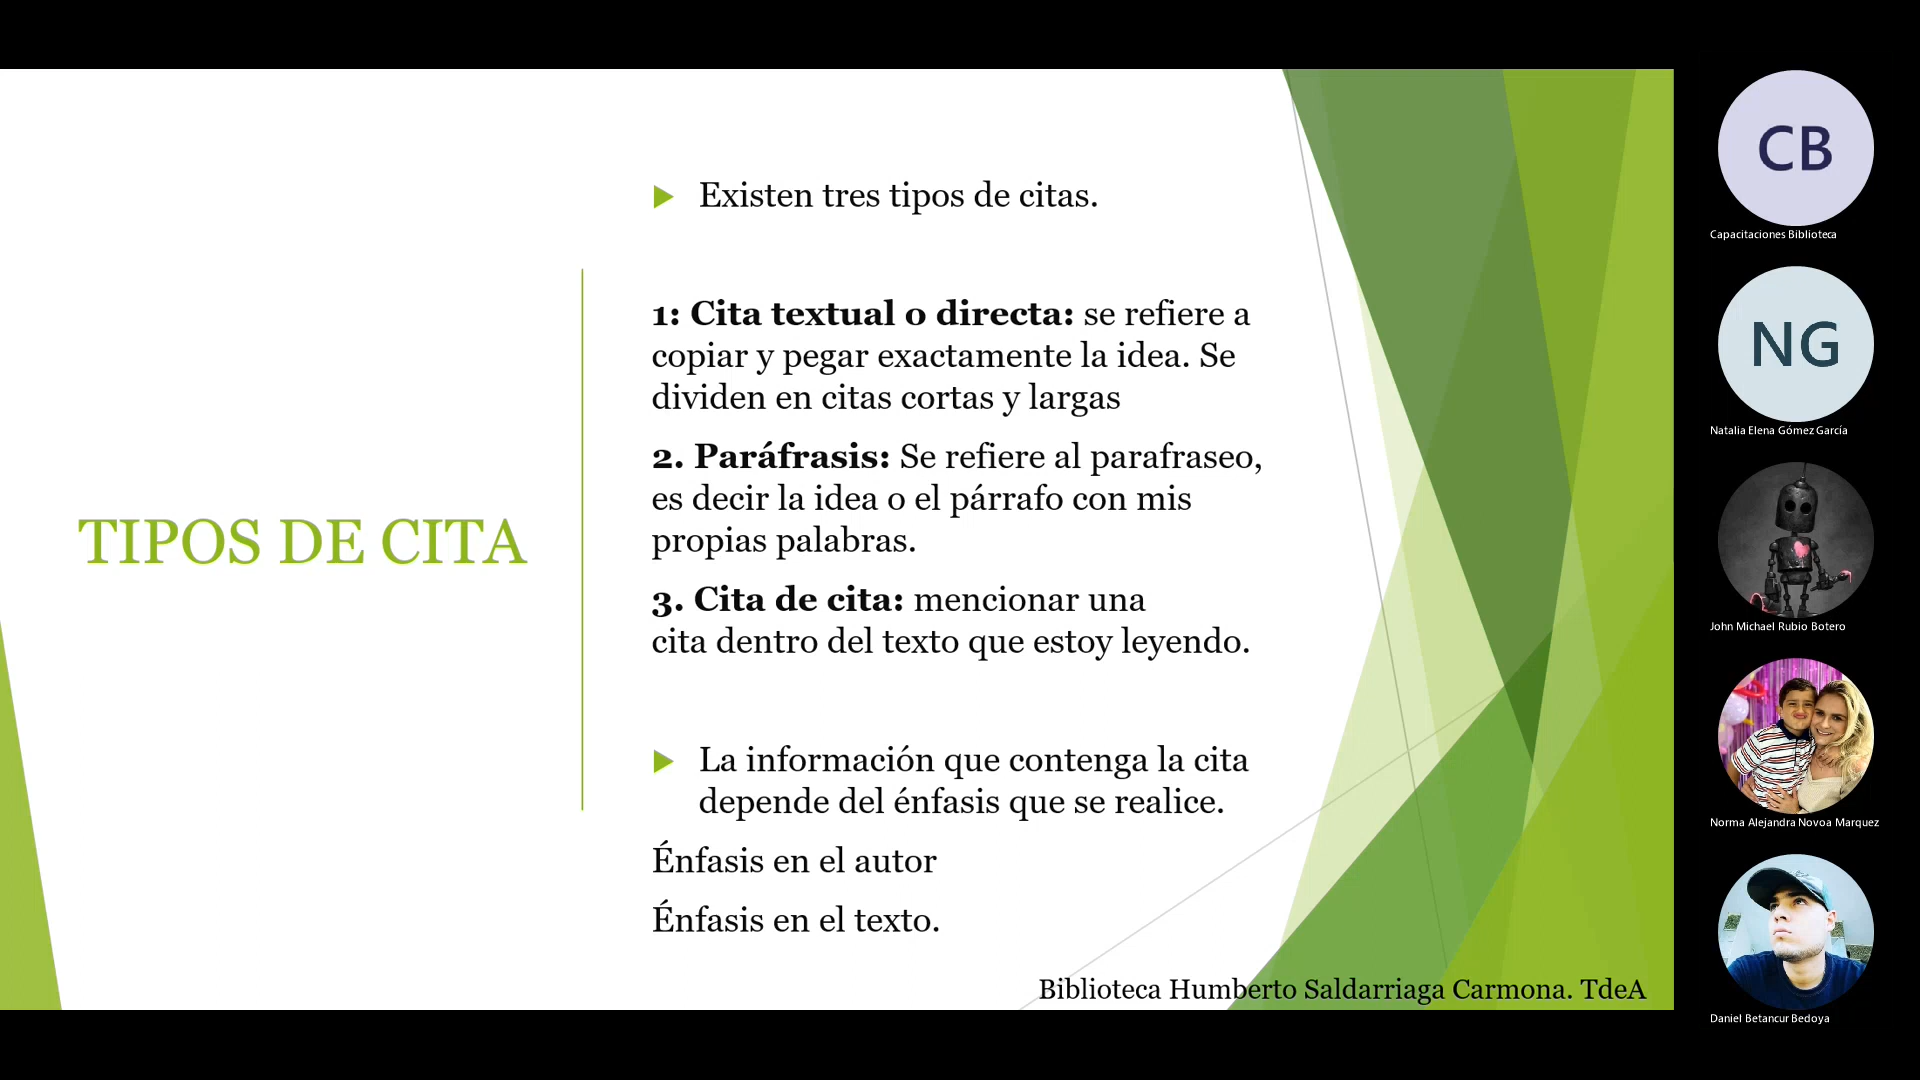 Existen tres tipos de citas.
1: Cita textual o directa: se refiere a
copiar y pegar exactamente la idea. Se
dividen en citas cortas y largas
2. Paráfrasis: Se refiere al parafraseo,
es decir la idea o el párrafo con mis
propias palabras.
TIPOS DE CITA
3. Cita de cita: mencionar una
cita dentro del texto que estoy leyendo.
La información que contenga la cita
depende del énfasis que se realice.
Énfasis en el autor
Énfasis en el texto.
Biblioteca Humberto Saldarriaga Carmona. TdeA
CB
Capacitaciones Biblioteca
NG
Natalia Elena Gómez García
John Michael Rubio Botero
Norma Alejandra Novoa Marquez
Daniel Betancur Bedoya